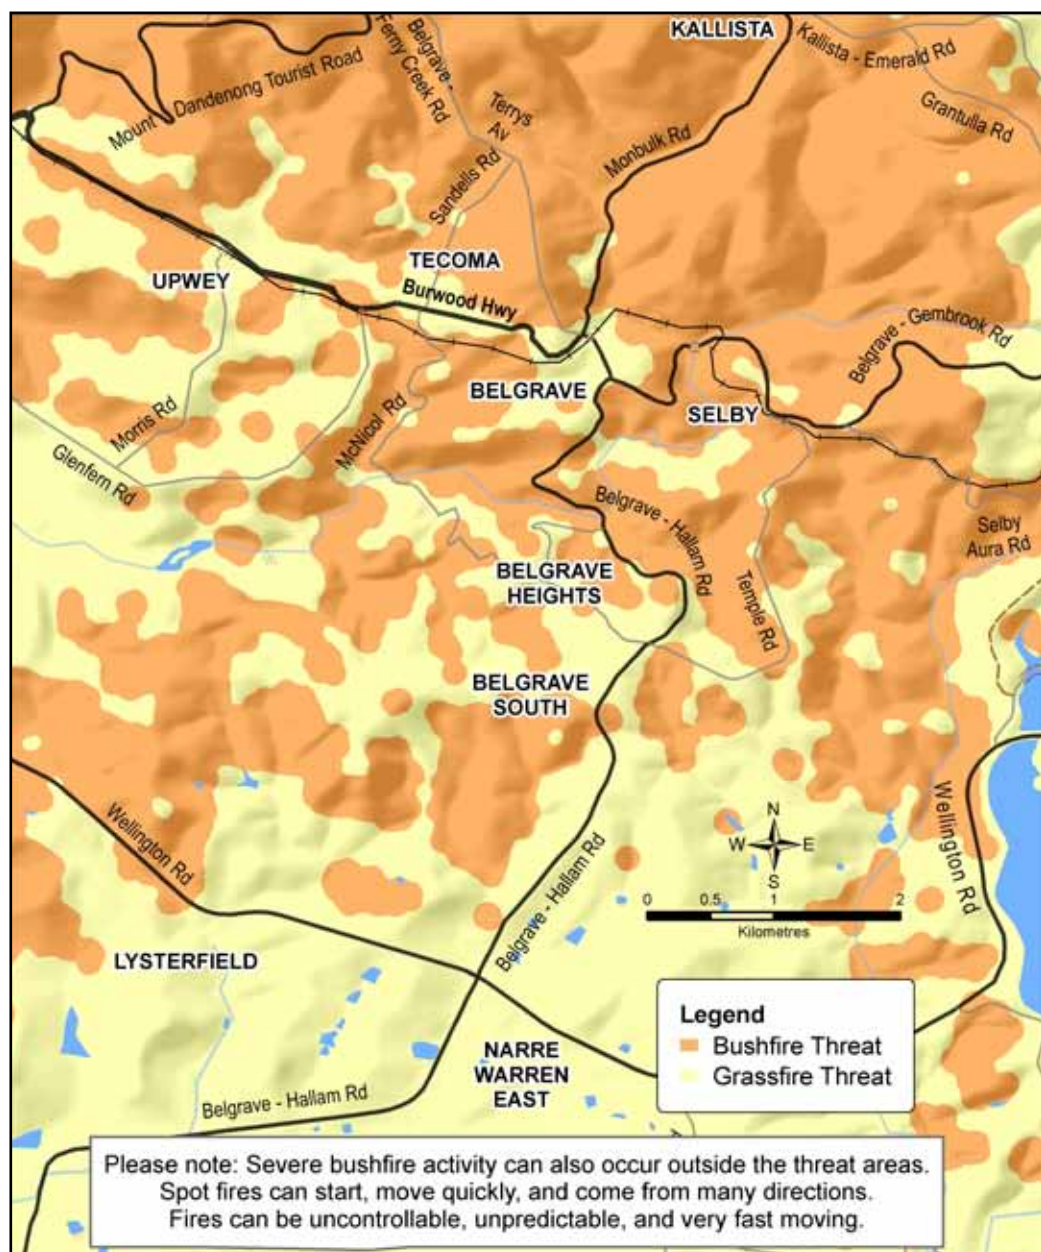 KALLISTA
Kallista - Emerald Rd
Grantulla Rd
Belgrave -
Ferny Creek Rd
Mount Dandenong Tourist Road
Terrys
Av
Monbulk Rd
Sandells Rd
TECOMA
UPWEY
Burwood Hwy
Belgrave - Gembrook Rd
BELGRAVE
SELBY
Morris Rd
McNicol Rd
Glenfern Rd
Belgrave - Hallam Rd
Selby
Aura Rd
BELGRAVE
HEIGHTS
Temple Rd
BELGRAVE
SOUTH
Wellington Rd
Wellington Rd
N
W E
S
Belgrave - Hallam Rd
0 0.5 1 2
Kilometres
LYSTERFIELD
Legend
Bushfire Threat
Grassfire Threat
NARRE
WARREN
EAST
Belgrave - Hallam Rd
Please note: Severe bushfire activity can also occur outside the threat areas.
Spot fires can start, move quickly, and come from many directions.
Fires can be uncontrollable, unpredictable, and very fast moving.